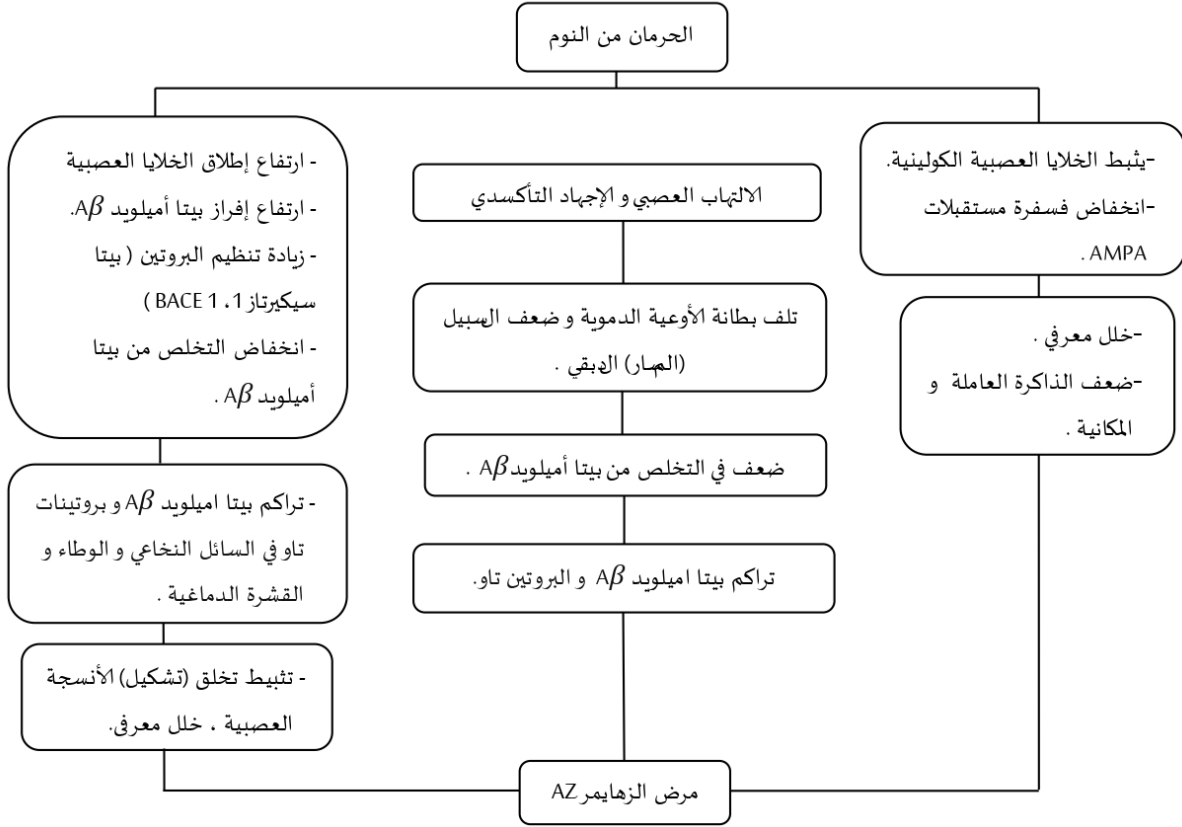 الحرمان من النوم
-يثبط الخلايا العصبية الكولينية.
-انخفاض فسفرة مستقبلات
AMPA .
-خلل معرفي .
-ضعف الذاكرة العاملة و
المكانية .
الالتهاب العصبي و الإجهاد التأكسدي
تلف بطانة الأوعية الدموية و ضعف السبيل
(المسار) الدبقي .
ضعف في التخلص من بيتا أميلويد Aβ .
تراكم بيتا اميلويد Aβ و البروتين تاو.
- ارتفاع إطلاق الخلايا العصبية
- ارتفاع إفراز بيتا أميلويد Aβ.
- زيادة تنظيم البروتين ( بيتا
سيكيرتاز 1، BACE 1 )
- انخفاض التخلص من بيتا
أميلويد Aβ .
- تراكم بيتا اميلويد Aβ و بروتينات
تاو في السائل النخاعي و الوطاء و
القشرة الدماغية .
- تثبيط تخلق (تشكيل) الأنسجة
العصبية ، خلل معرفى.
مرض الزهايمر AZ